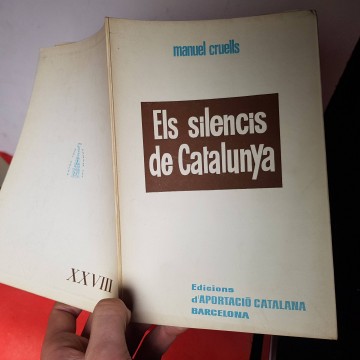 manuel cruells
Els silencis
de Catalunya
Edicions
d'APORTACIÓ CATALANA
BARCELONA
XXVIII